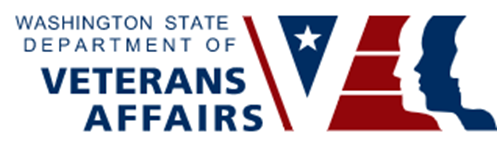 WASHINGTON STATE
DEPARTMENT OF
VETERANS
AFFAIRS